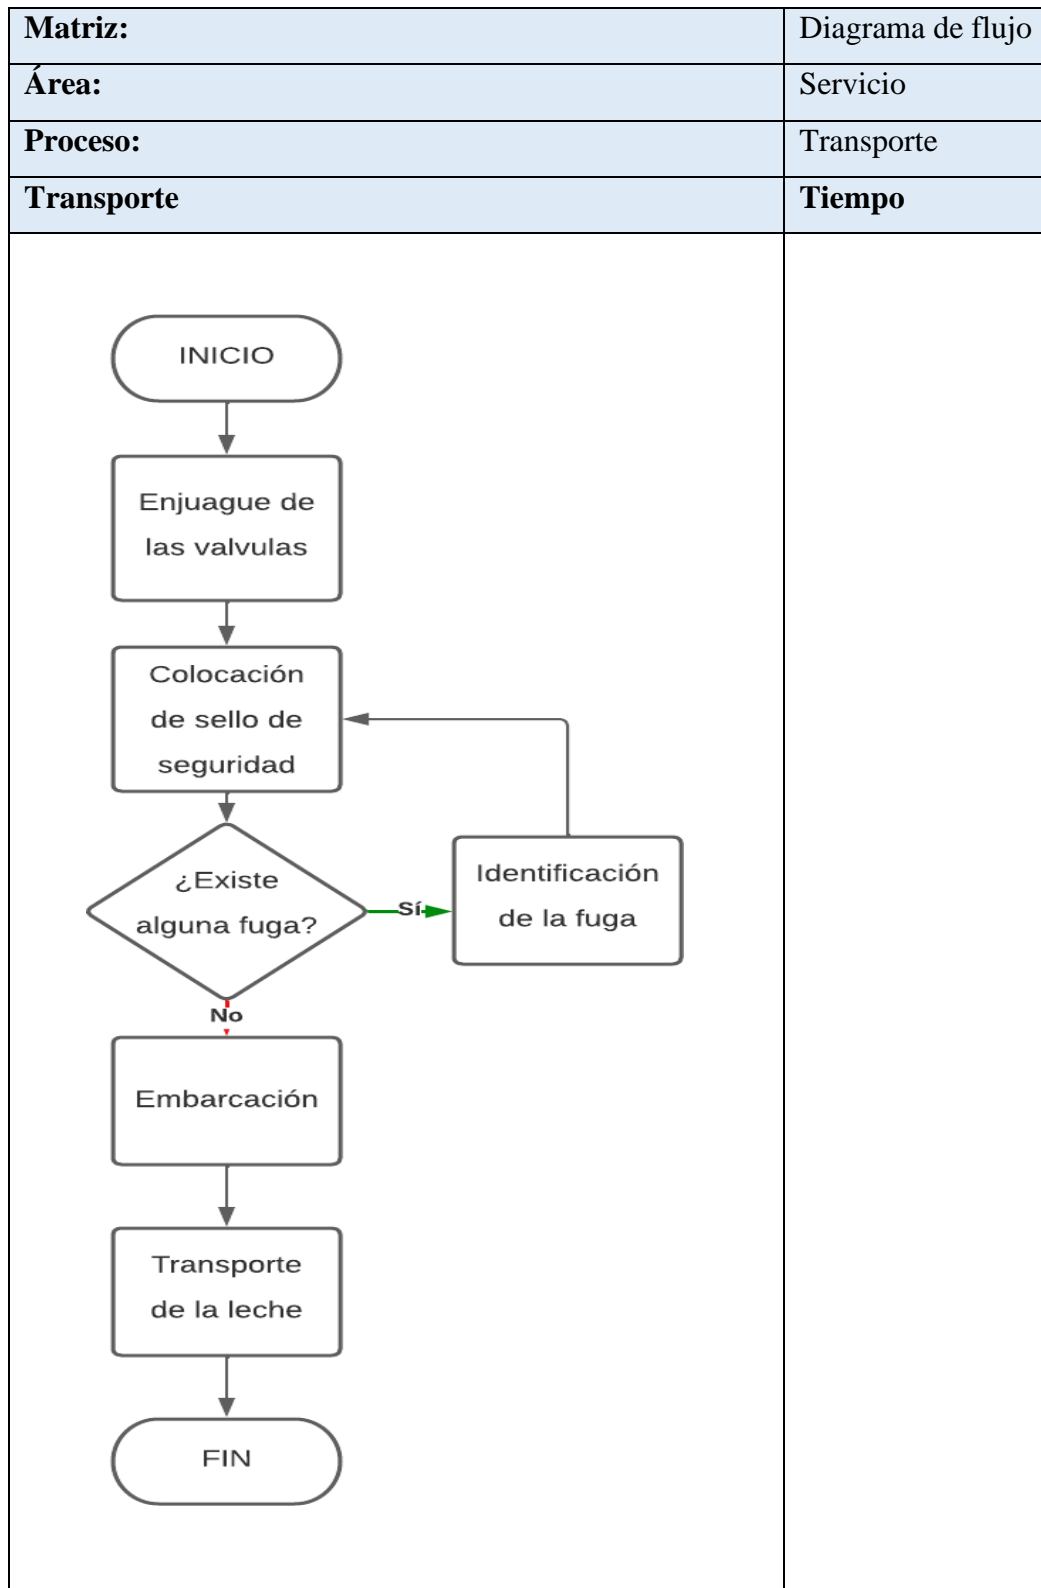 Matriz: Diagrama de flujo
Área: Servicio
Proceso: Transporte
Transporte Tiempo
INICIO
Enjuague de
las valvulas
Colocación
de sello de
seguridad
¿Existe
alguna fuga?
Sí
Identificación
de la fuga
No
Embarcación
Transporte
de la leche
FIN